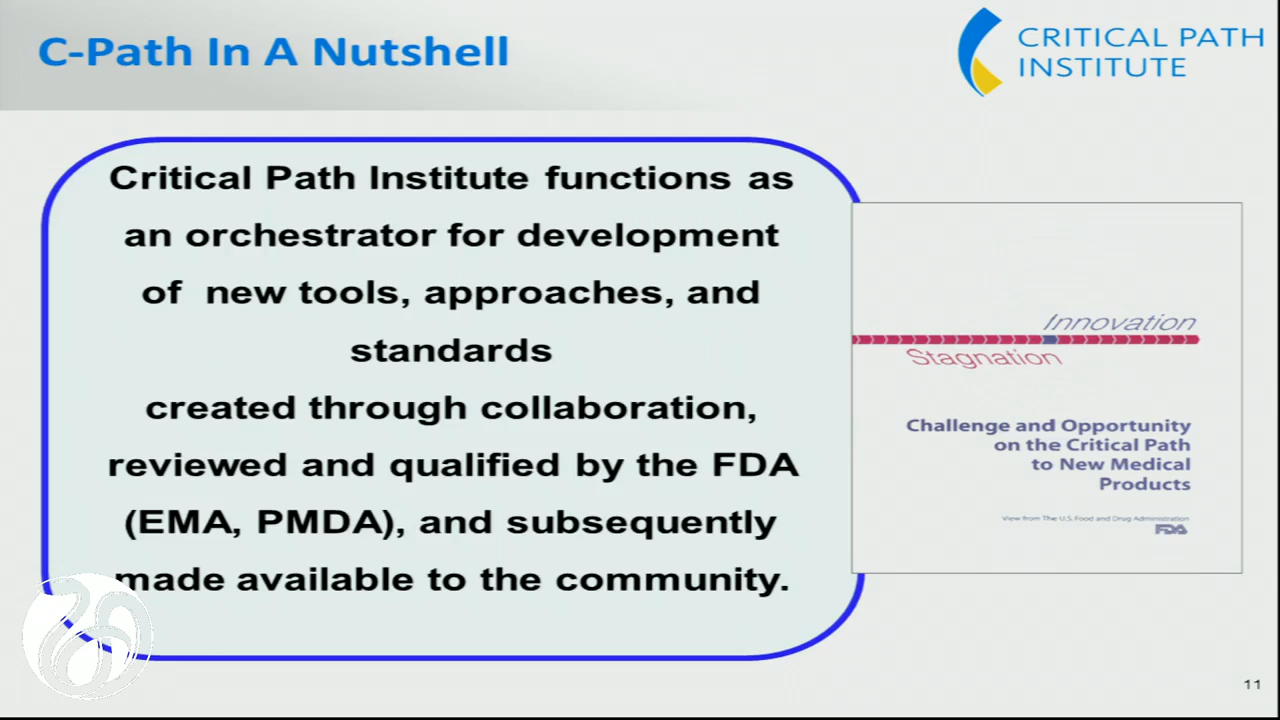 C-Path In A Nutshell
CRITICAL PATH
INSTITUTE
Critical Path Institute functions as
an orchestrator for development
of new tools, approaches, and
standards
created through collaboration,
reviewed and qualified by the FDA
(EMA, PMDA), and subsequently
made available to the community.
Innovation
Stagnation
Challenge and Opportunity
on the Critical Path
to New Medical
Products
View from The U.S. Food and Drug Administration
FDA
11